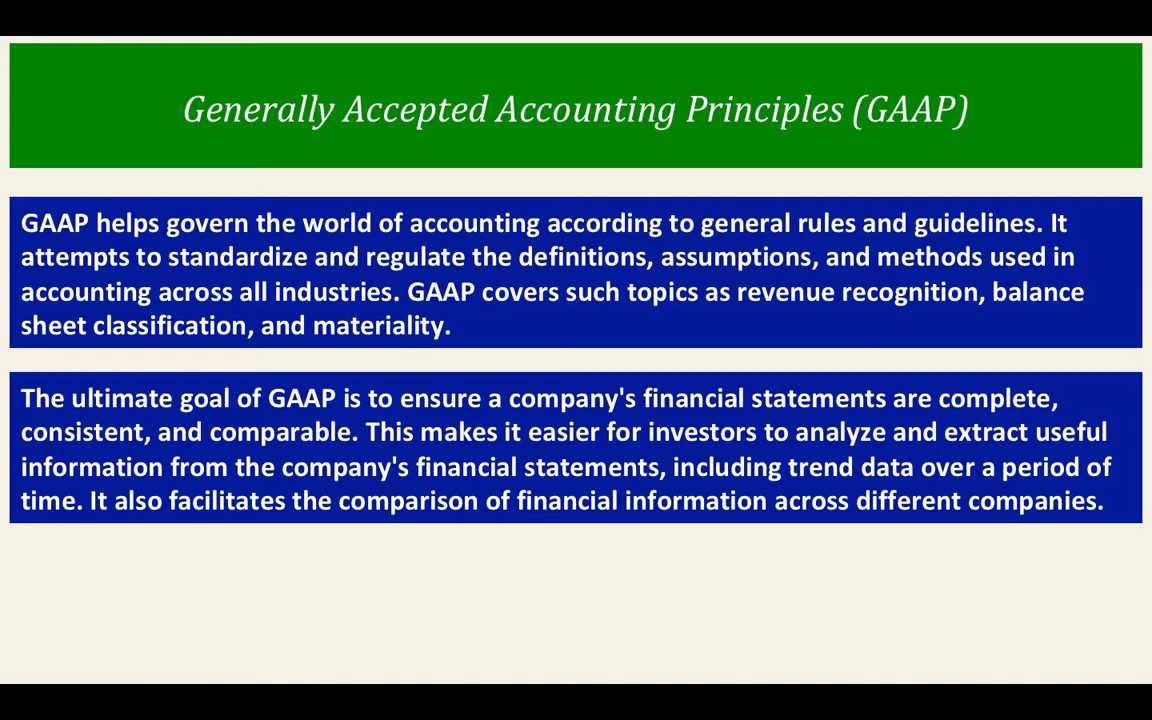 Generally Accepted Accounting Principles (GAAP)
GAAP helps govern the world of accounting according to general rules and guidelines. It
attempts to standardize and regulate the definitions, assumptions, and methods used in
accounting across all industries. GAAP covers such topics as revenue recognition, balance
sheet classification, and materiality.
The ultimate goal of GAAP is to ensure a company's financial statements are complete,
consistent, and comparable. This makes it easier for investors to analyze and extract useful
information from the company's financial statements, including trend data over a period of
time. It also facilitates the comparison of financial information across different companies.